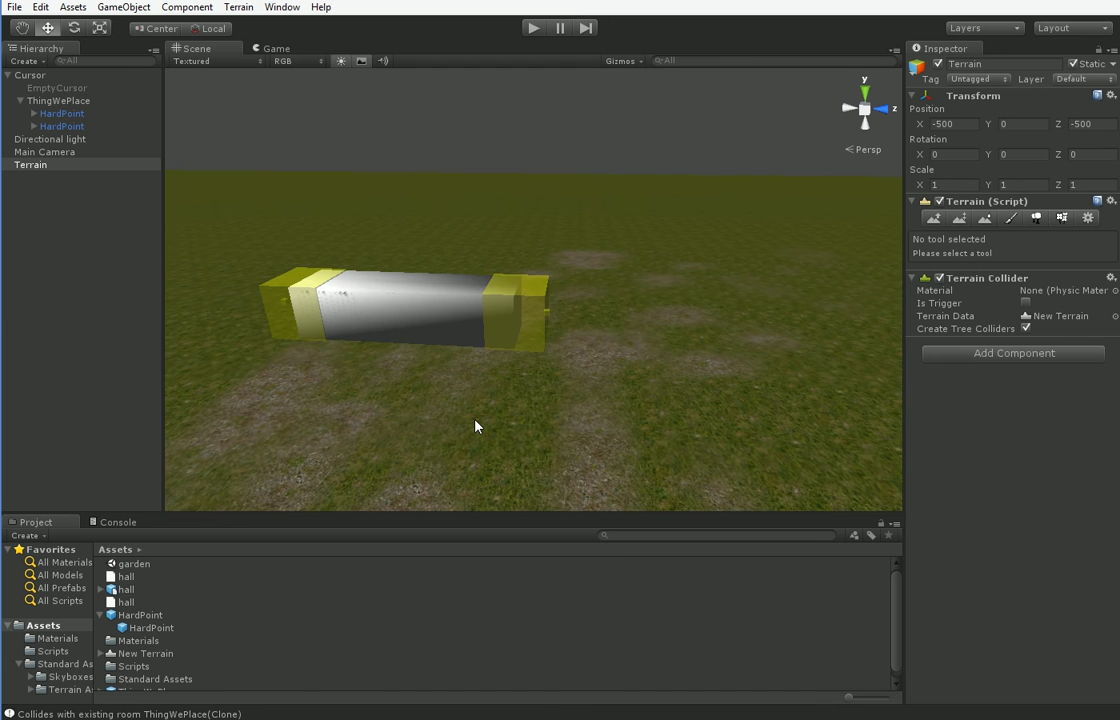 File Edit Assets GameObject Component Terrain Window Help
Center Local Layers Layout
Hierarchy
Create All
Cursor
EmptyCursor
ThingWePlace
HardPoint
HardPoint
Directional light
Main Camera
Terrain
Scene Game
Textured RGB Gizmos All
y
z
Persp
Inspector
Terrain Static
Tag Untagged Layer Default
Transform
Position
X -500 Y 0 Z -500
Rotation
X 0 Y 0 Z 0
Scale
X 1 Y 1 Z 1
Terrain (Script)
No tool selected
Please select a tool
Terrain Collider
Material None (Physic Mater
Is Trigger
Terrain Data New Terrain
Create Tree Colliders
Add Component
Project Console
Create
Favorites
All Materials
All Models
All Prefabs
All Scripts
Assets
Materials
Scripts
Standard As
Skyboxes
Terrain A
Assets
garden
hall
hall
hall
HardPoint
HardPoint
Materials
New Terrain
Scripts
Standard Assets
Collides with existing room ThingWePlace(Clone)